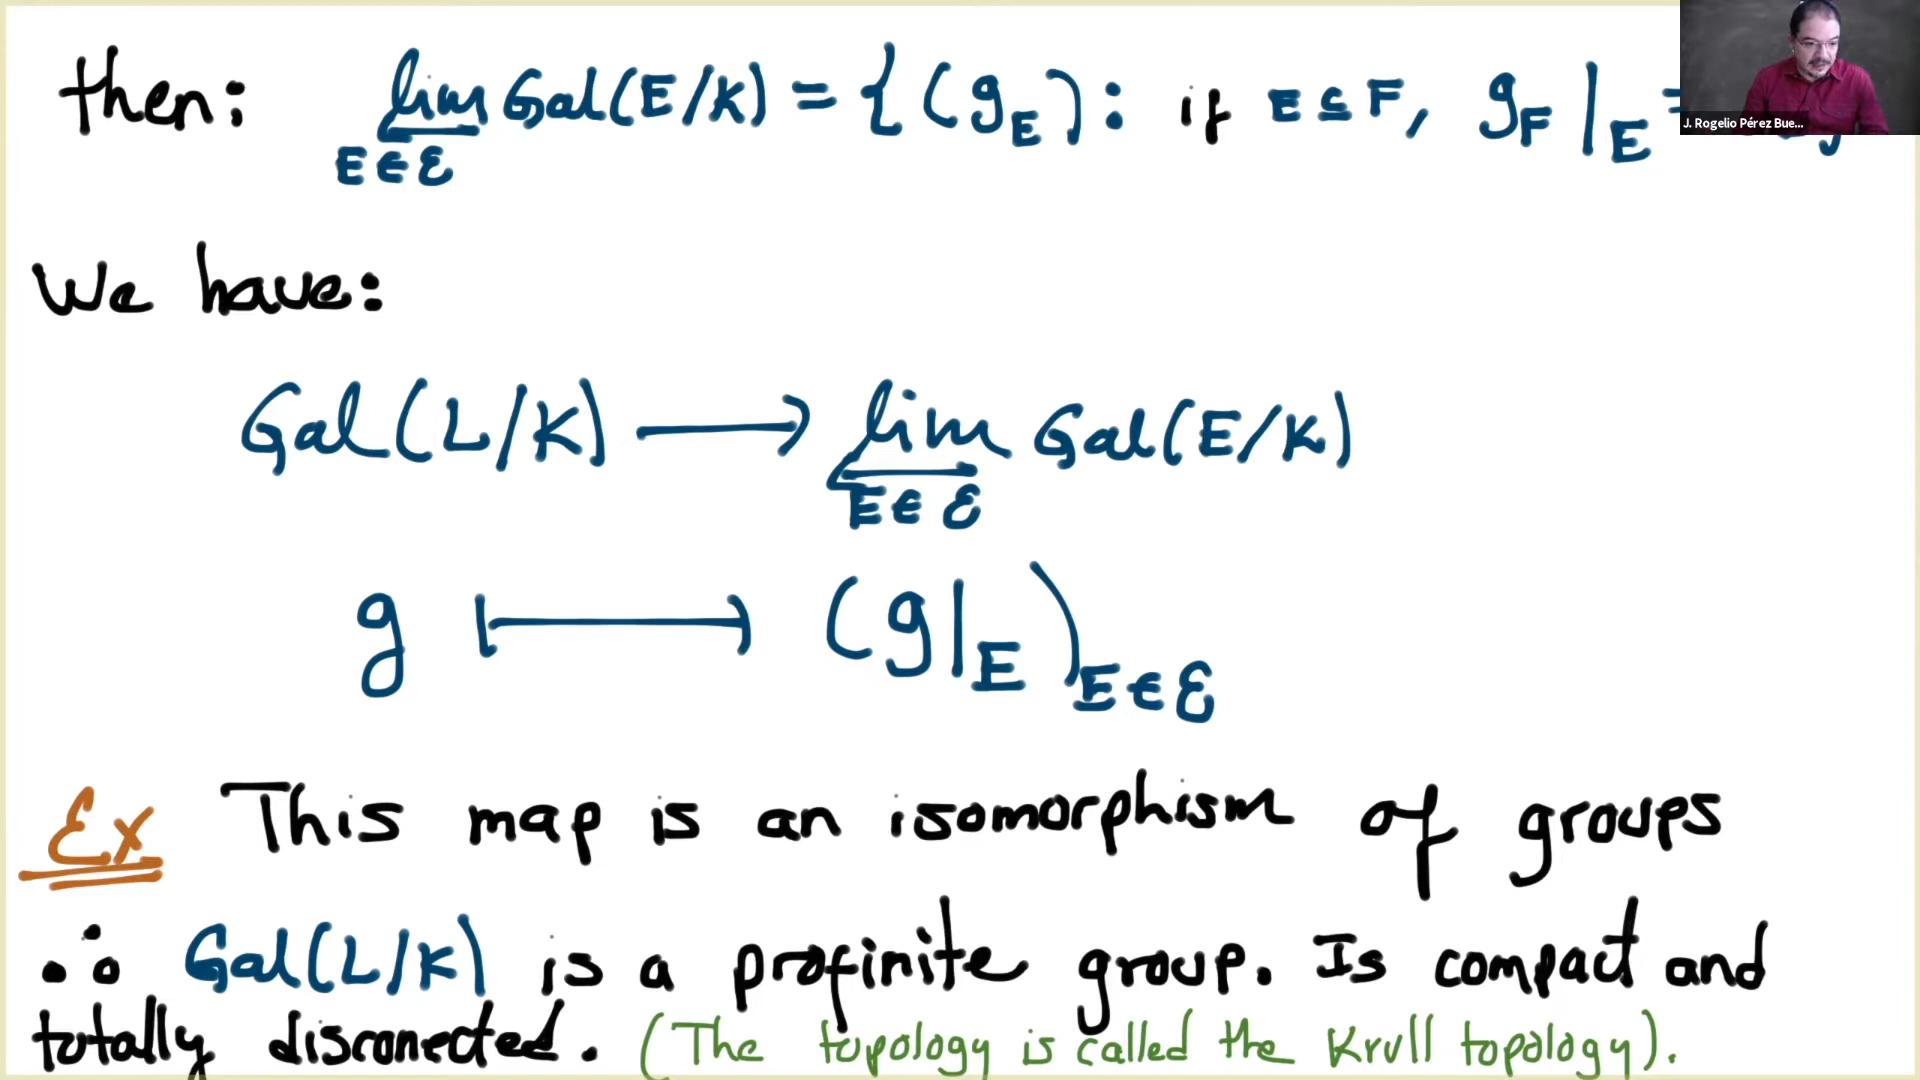 then: lim Gal(E/K) = { (g_E) : if E ⊆ F, g_F|_E =
E ∈ ℰ
J. Rogelio Pérez Bue...
We have:
Gal(L/K) ⟶ lim Gal(E/K)
E ∈ ℰ
g ⟼ (g|_E)_{E ∈ ℰ}
Ex This map is an isomorphism of groups
∴ Gal(L/K) is a profinite group. Is compact and
totally disconected. (The topology is called the Krull topology).